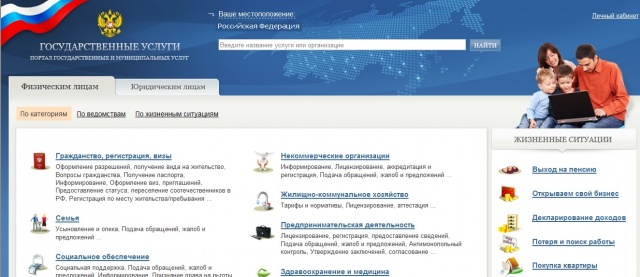 Ваше местоположение:
Российская Федерация
Личный кабинет
ГОСУДАРСТВЕННЫЕ УСЛУГИ
ПОРТАЛ ГОСУДАРСТВЕННЫХ И МУНИЦИПАЛЬНЫХ УСЛУГ
Введите название услуги или организации
НАЙТИ
Физическим лицам
Юридическим лицам
По категориям
По ведомствам
По жизненным ситуациям
Гражданство, регистрация, визы
Оформление разрешений, получение вида на жительство,
Вопросы гражданства, Получение паспорта,
Информирование, Оформление виз, приглашений,
Предоставление статуса, переселение соотечественников в
РФ, Регистрация по месту жительства/пребывания ...
Семья
Усыновление и опека, Подача обращений, жалоб и
предложений ...
Социальное обеспечение
Социальная поддержка, Подача обращений, жалоб и
предложений, Информирование, Признание права на льготы
Некоммерческие организации
Информирование, Лицензирование, аккредитация и
регистрация, Подача обращений, жалоб и предложений ...
Жилищно-коммунальное хозяйство
Тарифы и нормативы, Лицензирование, аттестация ...
Предпринимательская деятельность
Лицензирование, регистрация, предоставление сведений,
Подача обращений, жалоб и предложений, Антимонопольный
контроль, Утверждение заключений, согласование ...
Здравоохранение и медицина
ЖИЗНЕННЫЕ СИТУАЦИИ
Выход на пенсию
Открываем свой бизнес
Декларирование доходов
Потеря и поиск работы
Покупка квартиры